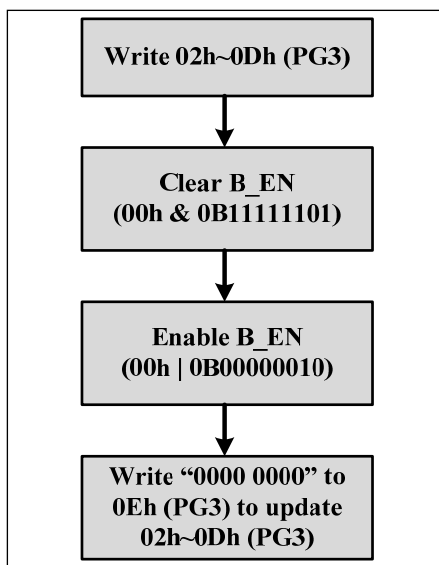 Write 02h~0Dh (PG3)
Clear B_EN
(00h & 0B11111101)
Enable B_EN
(00h | 0B00000010)
Write “0000 0000” to
0Eh (PG3) to update
02h~0Dh (PG3)